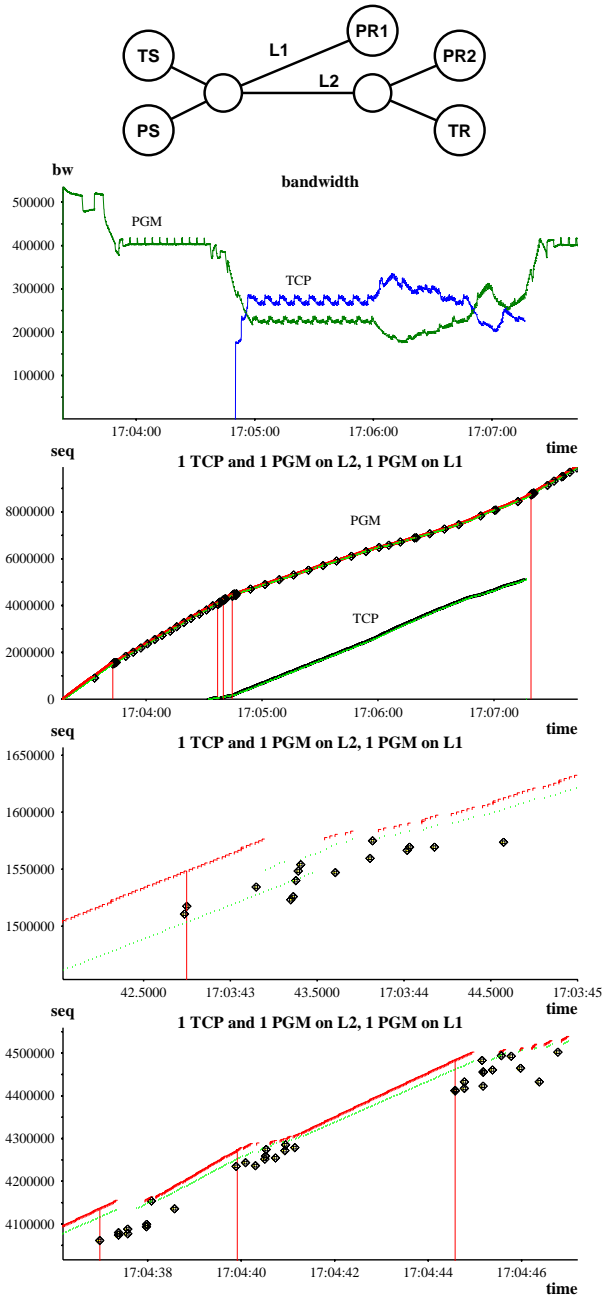 PR1
TS
L1
PR2
L2
PS
TR
bw
bandwidth
500000
PGM
400000
TCP
300000
200000
100000
17:04:00
17:05:00
17:06:00
17:07:00
time
seq
1 TCP and 1 PGM on L2, 1 PGM on L1
8000000
PGM
6000000
4000000
TCP
2000000
0
17:04:00
17:05:00
17:06:00
17:07:00
time
seq
1 TCP and 1 PGM on L2, 1 PGM on L1
1650000
1600000
1550000
1500000
42.5000
17:03:43
43.5000
17:03:44
44.5000
17:03:45
time
seq
1 TCP and 1 PGM on L2, 1 PGM on L1
4500000
4400000
4300000
4200000
4100000
17:04:38
17:04:40
17:04:42
17:04:44
17:04:46
time